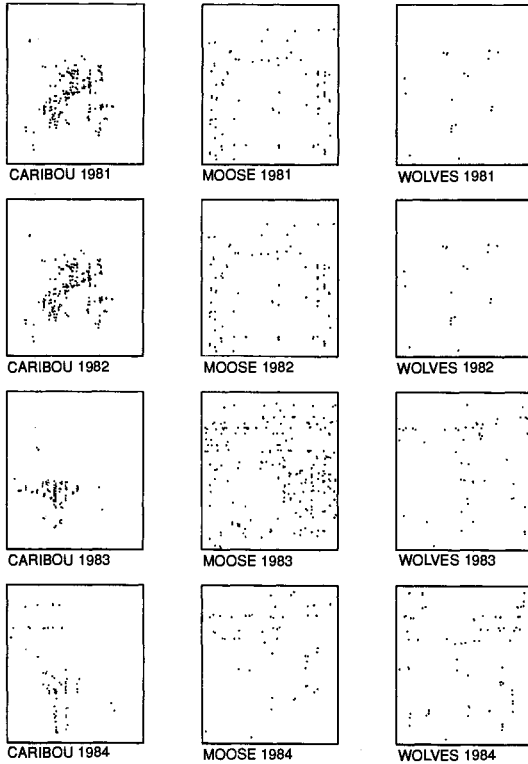 CARIBOU 1981
MOOSE 1981
WOLVES 1981
CARIBOU 1982
MOOSE 1982
WOLVES 1982
CARIBOU 1983
MOOSE 1983
WOLVES 1983
CARIBOU 1984
MOOSE 1984
WOLVES 1984